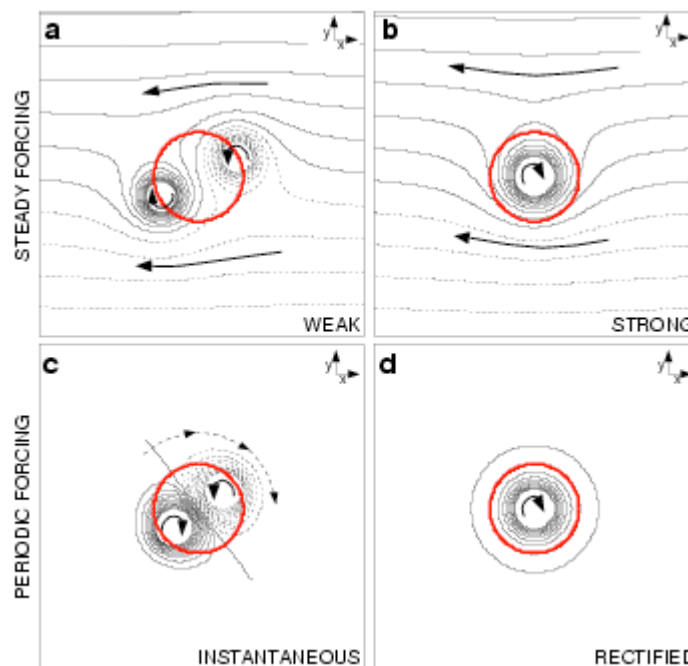 a
y
x
b
y
x
STEADY FORCING
WEAK
STRONG
c
y
x
d
y
x
PERIODIC FORCING
INSTANTANEOUS
RECTIFIED